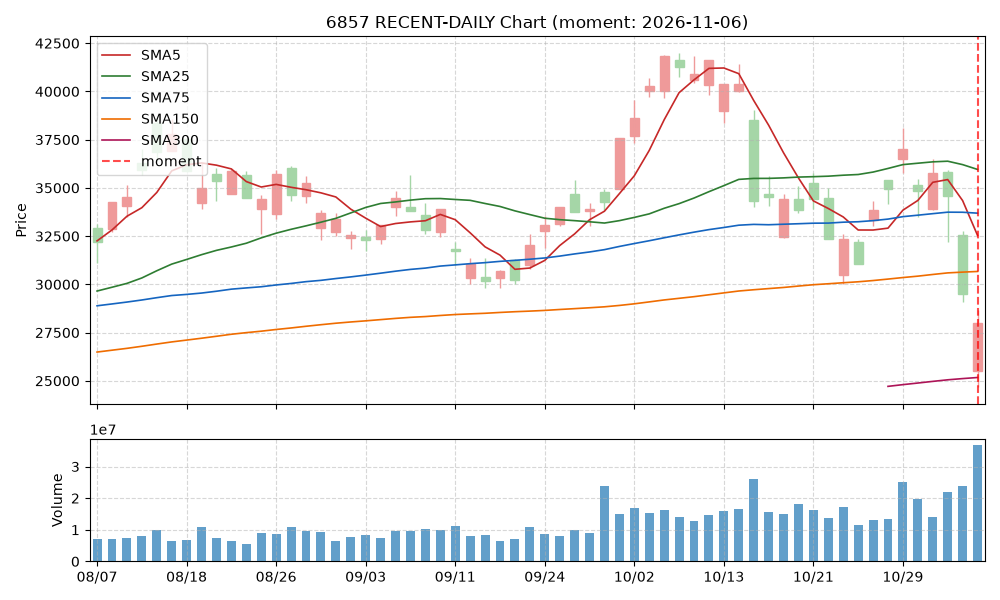 6857 RECENT-DAILY Chart (moment: 2026-11-06)
SMA5
SMA25
SMA75
SMA150
SMA300
moment
Price
42500
40000
37500
35000
32500
30000
27500
25000
1e7
Volume
3
2
1
0
08/07 08/18 08/26 09/03 09/11 09/24 10/02 10/13 10/21 10/29